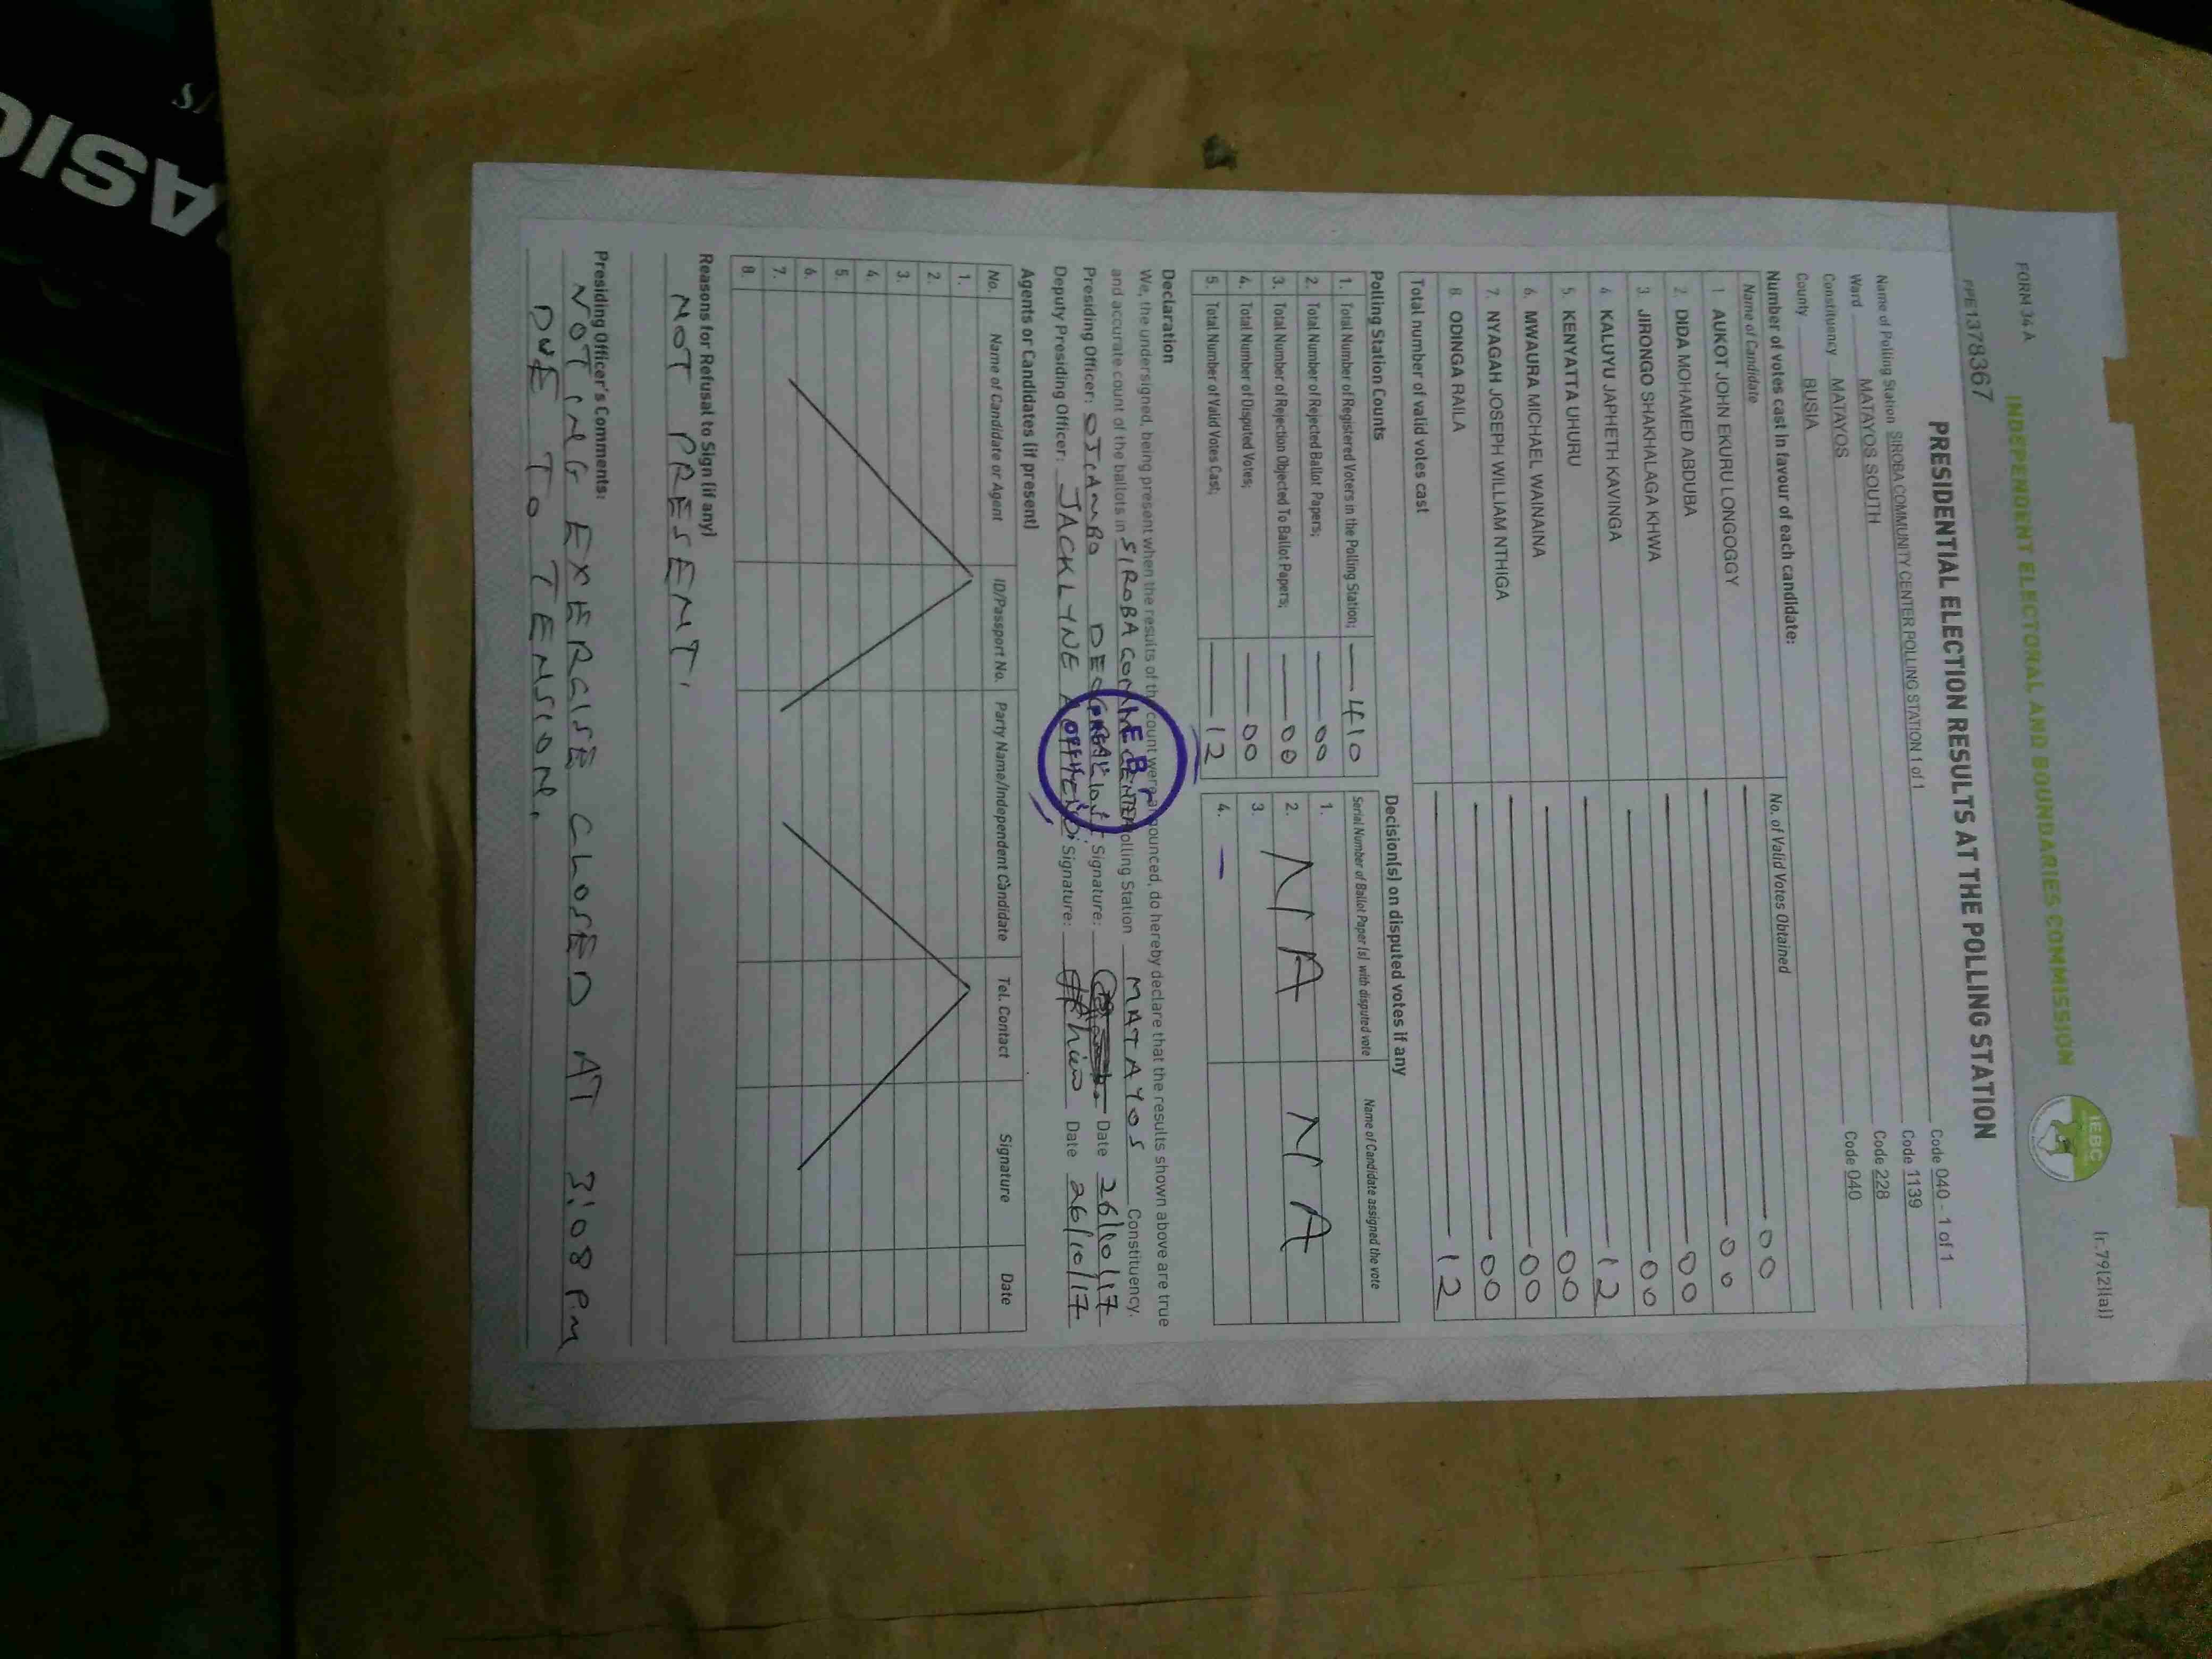 FORM 34A
(r.79(2)(a))
INDEPENDENT ELECTORAL AND BOUNDARIES COMMISSION
IEBC
PRESIDENTIAL ELECTION RESULTS AT THE POLLING STATION
Code 040 - 1 of 1
Name of Polling Station SIROBA COMMUNITY CENTER POLLING STATION 1 of 1 Code 1139
Ward MATAYOS SOUTH Code 228
Constituency MATAYOS Code 040
County BUSIA
Number of votes cast in favour of each candidate:
Name of Candidate No. of Valid Votes Obtained
1 AUKOT JOHN EKURU LONGOGGY 00
2. DIDA MOHAMED ABDUBA 00
3. JIRONGO SHAKHALAGA KHWA 00
4. KALUYU JAPHETH KAVINGA 00
5. KENYATTA UHURU 12
6. MWAURA MICHAEL WAINAINA 00
7. NYAGAH JOSEPH WILLIAM NTHIGA 00
8. ODINGA RAILA 00
Total number of valid votes cast 12
Polling Station Counts
1. Total Number of Registered Voters in the Polling Station; 410
2. Total Number of Rejected Ballot Papers; 00
3. Total Number of Rejection Objected To Ballot Papers; 00
4. Total Number of Disputed Votes; 00
5. Total Number of Valid Votes Cast; 12
Decision(s) on disputed votes if any
Serial Number of Ballot Paper (s) with disputed vote Name of Candidate assigned the vote
1.
2. N/A N/A
3.
4. —
Declaration
We, the undersigned, being present when the results of the count were announced, do hereby declare that the results shown above are true
and accurate count of the ballots in SIROBA Polling Station MATAYOS Constituency.
Presiding Officer: OJIAMBO Signature: Date 26/10/17
Deputy Presiding Officer: JACKLYNE Signature: Date 26/10/17
Agents or Candidates (if present)
No. Name of Candidate or Agent ID/Passport No. Party Name/Independent Candidate Tel. Contact Signature Date
1.
2.
3.
4.
5.
6.
7.
8.
Reasons for Refusal to Sign (if any)
NOT PRESENT.
Presiding Officer's Comments:
NOTING EXERCISE CLOSED AT 3:08 PM
DUE TO TENSION.